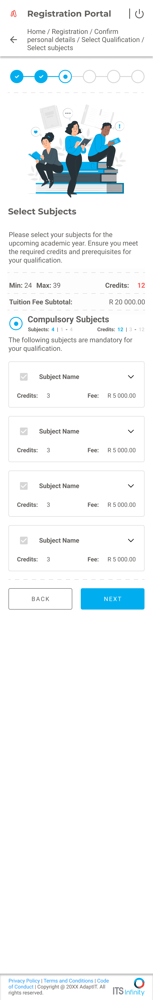 Registration Portal
Home / Registration / Confirm
personal details / Select Qualification /
Select subjects
Select Subjects
Please select your subjects for the
upcoming academic year. Ensure you meet
the required credits and prerequisites for
your qualification.
Min: 24 Max: 39 Credits: 12
Tuition Fee Subtotal: R 20 000.00
Compulsory Subjects
Subjects: 4 | 1 - 4 Credits: 12 | 3 - 12
The following subjects are mandatory for
your qualification.
Subject Name
Credits: 3 Fee: R 5 000.00
Subject Name
Credits: 3 Fee: R 5 000.00
Subject Name
Credits: 3 Fee: R 5 000.00
Subject Name
Credits: 3 Fee: R 5 000.00
BACK NEXT
Privacy Policy | Terms and Conditions | Code
of Conduct | Copyright @ 20XX AdaptIT. All
rights reserved.
ITS Infinity